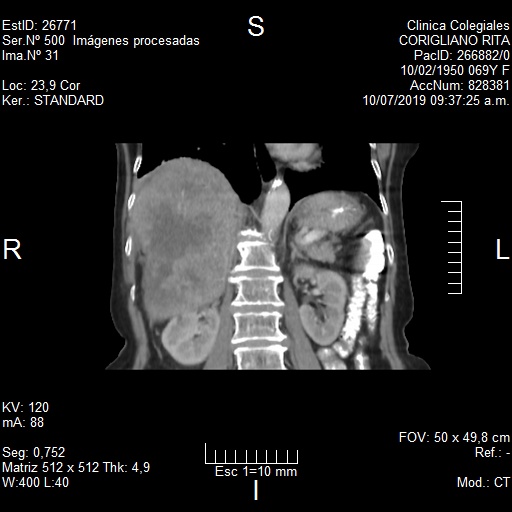 EstID: 26771
Ser.Nº 500 Imágenes procesadas
Ima.Nº 31
Loc: 23,9 Cor
Ker.: STANDARD
S
Clinica Colegiales
CORIGLIANO RITA
PacID: 266882/0
10/02/1950 069Y F
AccNum: 828381
10/07/2019 09:37:25 a.m.
R
L
KV: 120
mA: 88
Seg: 0,752
Matriz 512 x 512 Thk: 4,9
W:400 L:40
Esc 1=10 mm
I
FOV: 50 x 49,8 cm
Ref.: -
Mod.: CT